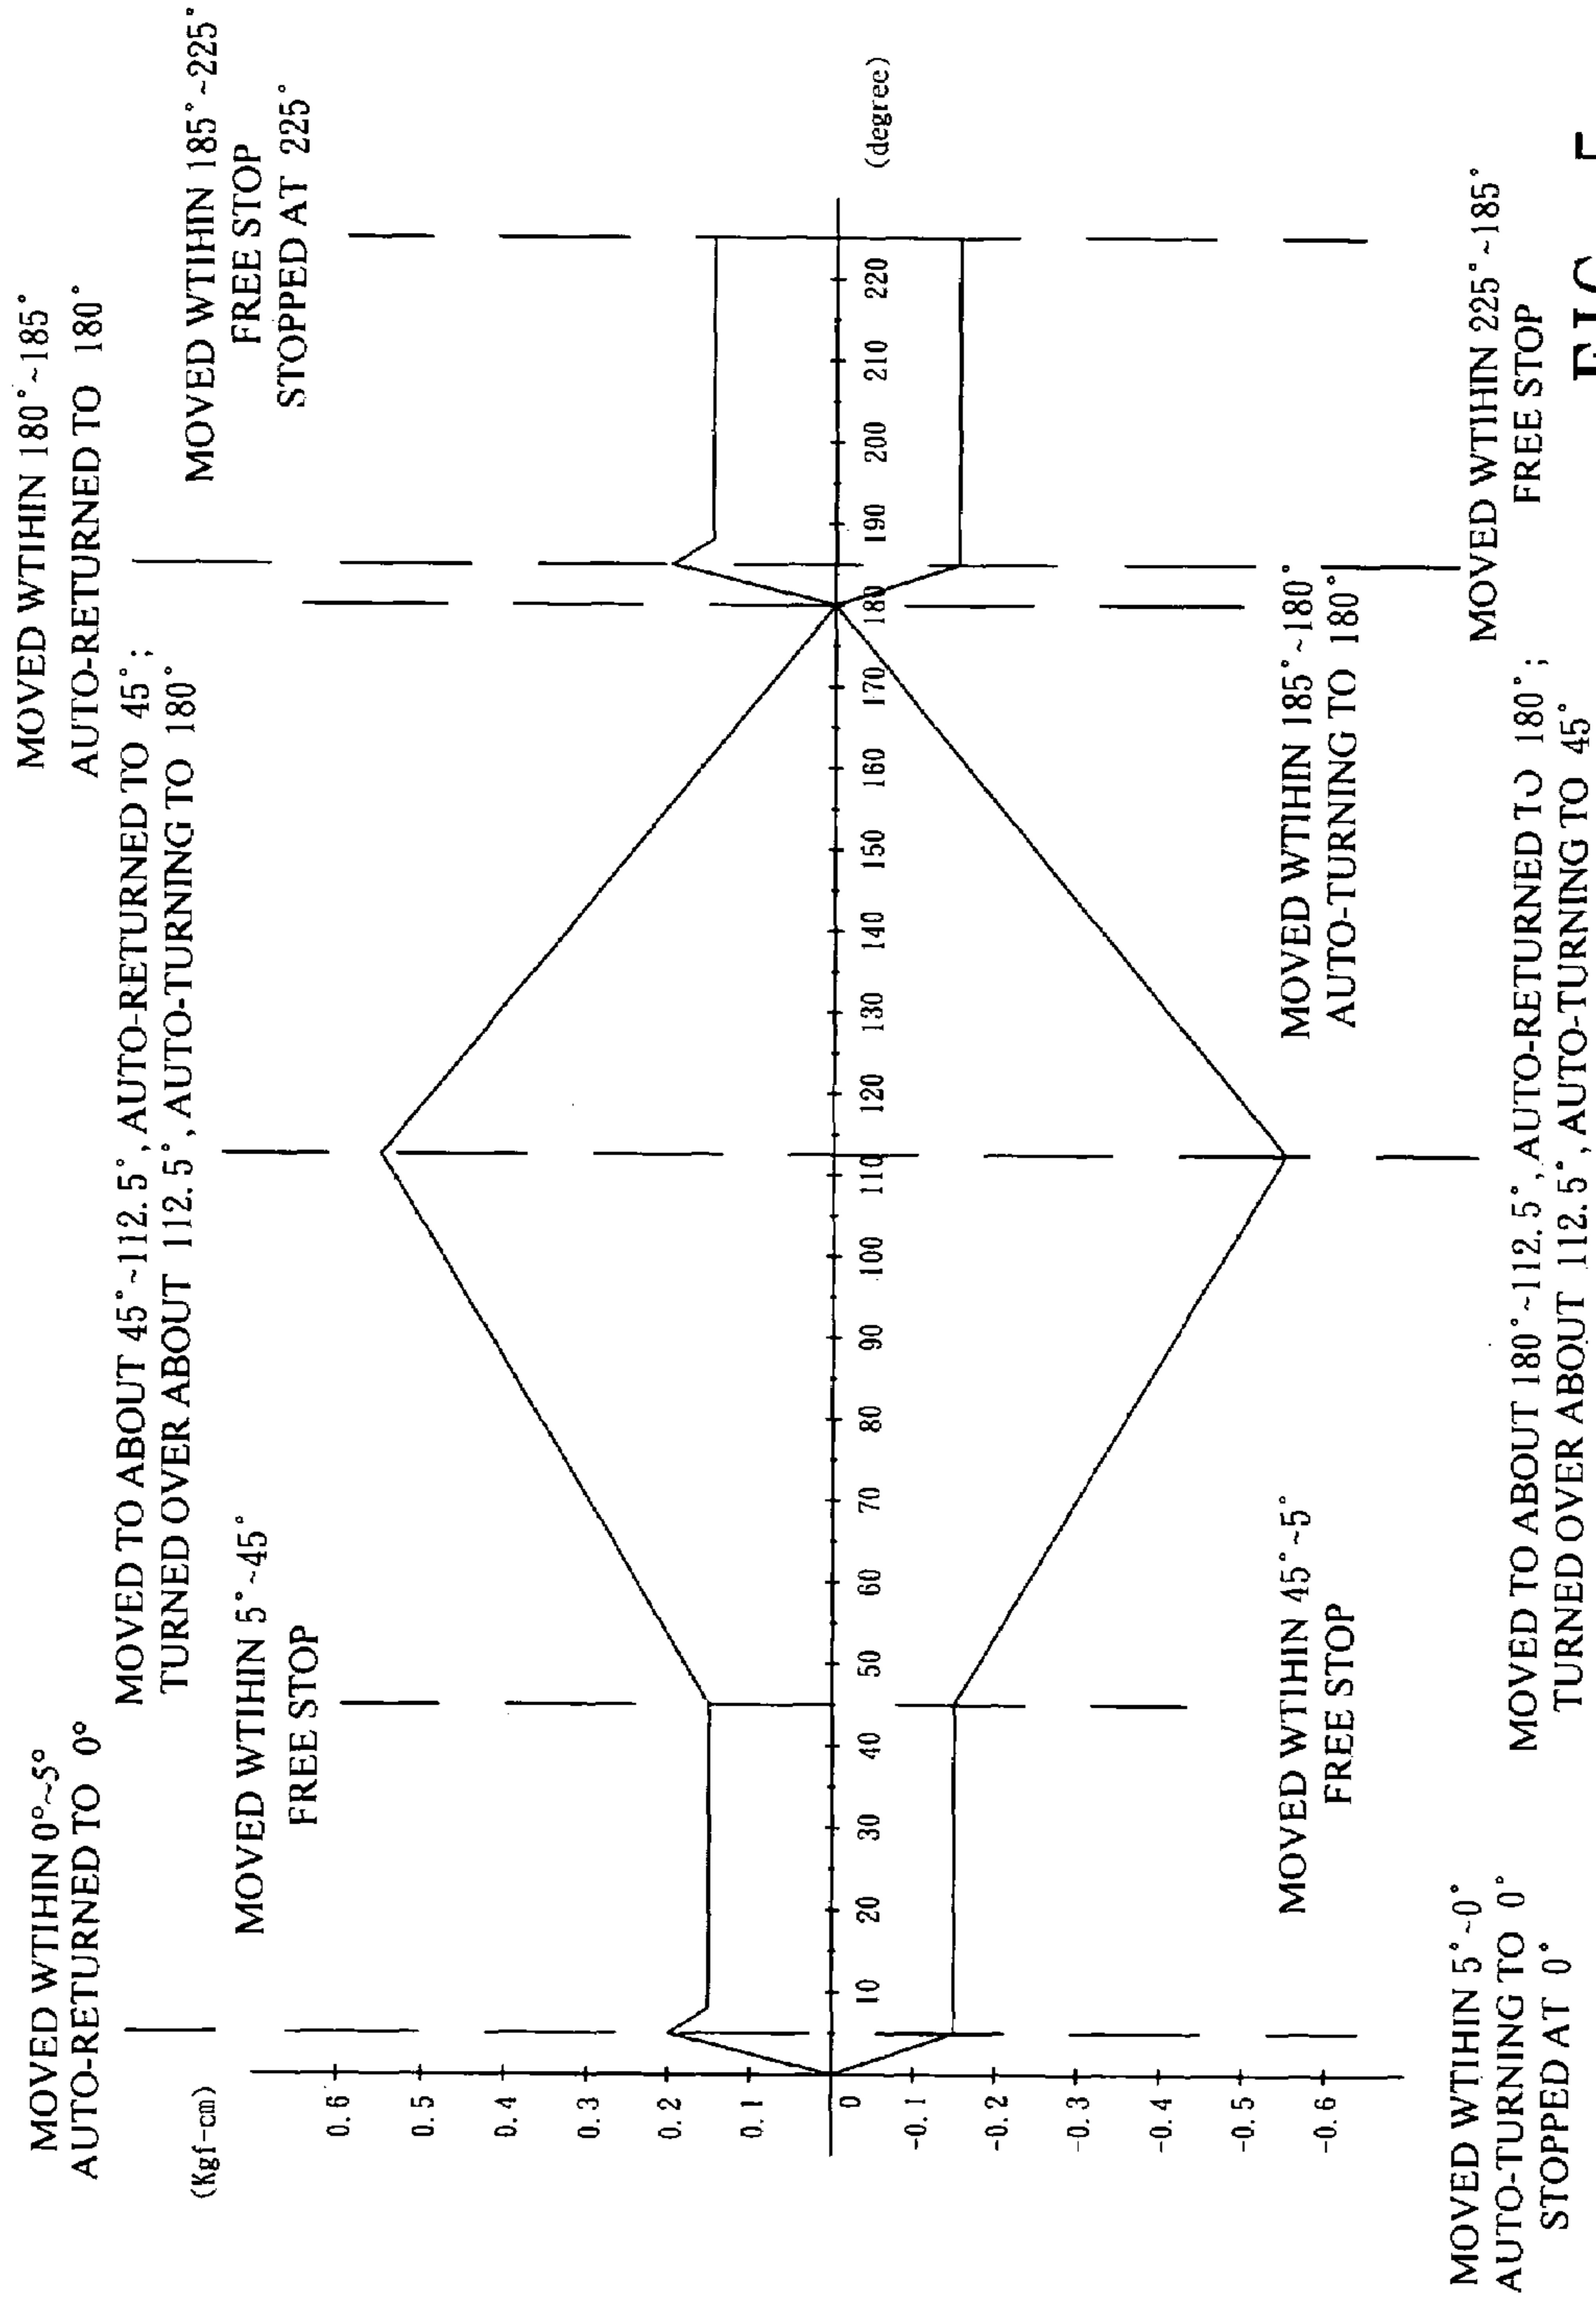 MOVED WTIHIN 0°~5°
AUTO-RETURNED TO 0°
MOVED WTIHIN 180°~185°
AUTO-RETURNED TO 180°
MOVED TO ABOUT 45°~112.5°, AUTO-RETURNED TO 45°;
TURNED OVER ABOUT 112.5°, AUTO-TURNING TO 180°
MOVED WTIHIN 185°~225°
FREE STOP
STOPPED AT 225°
MOVED WTIHIN 5°~45°
FREE STOP
(Kgf-cm)
0.6
0.5
0.4
0.3
0.2
0.1
0
-0.1
-0.2
-0.3
-0.4
-0.5
-0.6
10 20 30 40 50 60 70 80 90 100 110 120 130 140 150 160 170 180 190 200 210 220
(degree)
MOVED WTIHIN 45°~5°
FREE STOP
MOVED WTIHIN 185°~180°
AUTO-TURNING TO 180°
MOVED WTIHIN 5°~0°
AUTO-TURNING TO 0°
STOPPED AT 0°
MOVED WTIHIN 225°~185°
FREE STOP
MOVED TO ABOUT 180°~112.5°, AUTO-RETURNED TO 180°;
TURNED OVER ABOUT 112.5°, AUTO-TURNING TO 45°